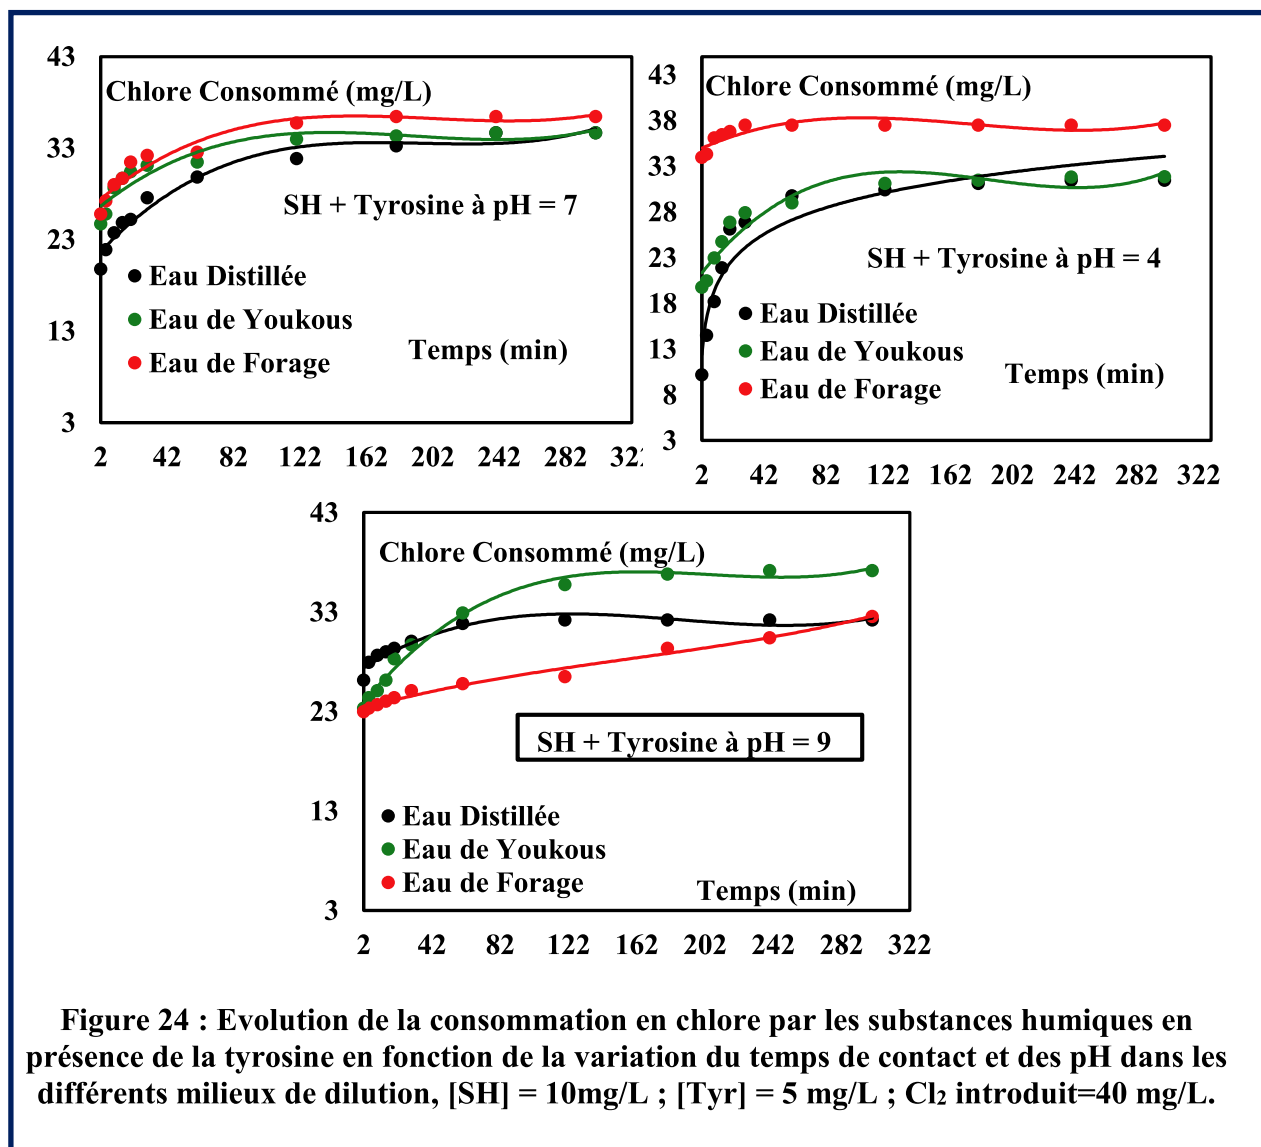 43
33
23
13
3
Chlore Consommé (mg/L)
SH + Tyrosine à pH = 7
Eau Distillée
Eau de Youkous
Eau de Forage
Temps (min)
2 42 82 122 162 202 242 282 322
43
38
33
28
23
18
13
8
3
Chlore Consommé (mg/L)
SH + Tyrosine à pH = 4
Eau Distillée
Eau de Youkous
Eau de Forage
Temps (min)
2 42 82 122 162 202 242 282 322
43
33
23
13
3
Chlore Consommé (mg/L)
SH + Tyrosine à pH = 9
Eau Distillée
Eau de Youkous
Eau de Forage
Temps (min)
2 42 82 122 162 202 242 282 322
Figure 24 : Evolution de la consommation en chlore par les substances humiques en
présence de la tyrosine en fonction de la variation du temps de contact et des pH dans les
différents milieux de dilution, [SH] = 10mg/L ; [Tyr] = 5 mg/L ; Cl₂ introduit=40 mg/L.